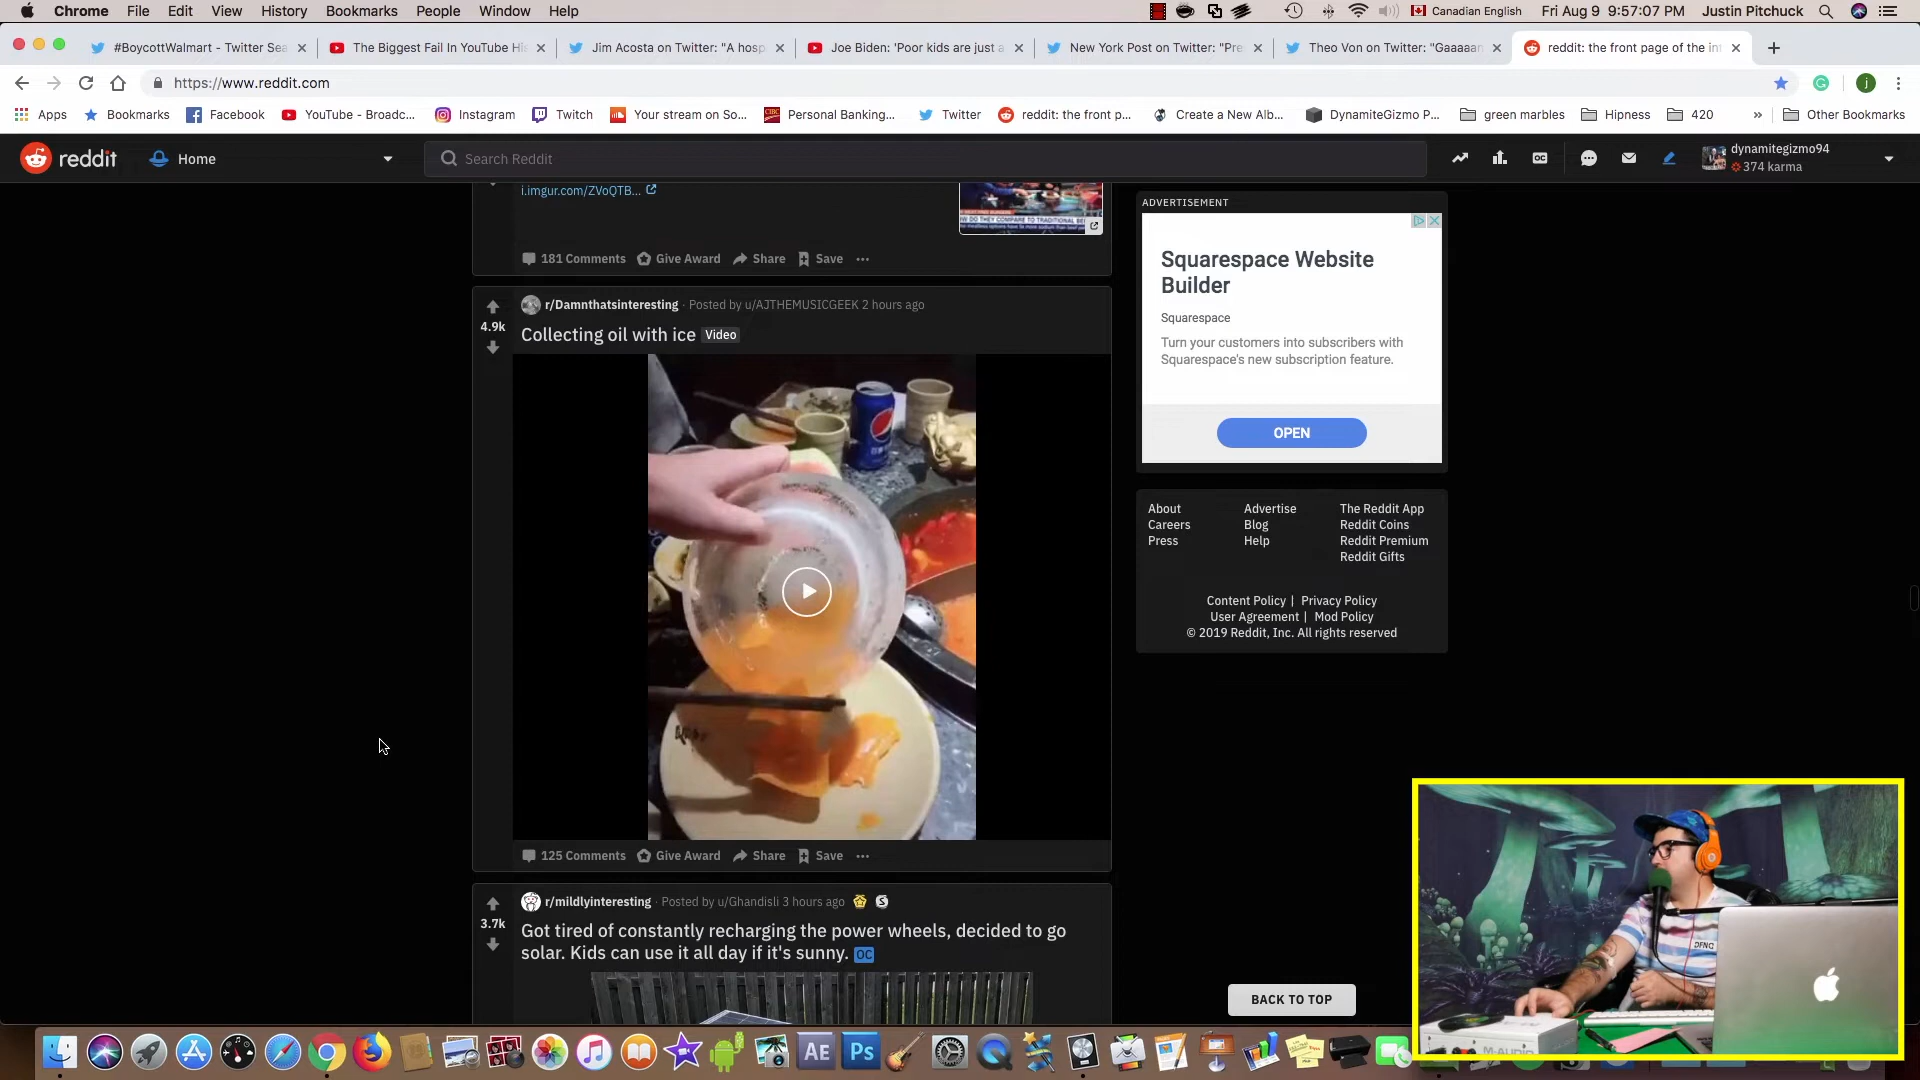 Chrome File Edit View History Bookmarks People Window Help
Canadian English Fri Aug 9 9:57:07 PM Justin Pitchuck
#BoycottWalmart - Twitter Sea
The Biggest Fail In YouTube His
Jim Acosta on Twitter: "A hosp
Joe Biden: 'Poor kids are just a
New York Post on Twitter: "Pre
Theo Von on Twitter: "Gaaaaan
reddit: the front page of the int
https://www.reddit.com
j
Apps Bookmarks Facebook YouTube - Broadc... Instagram Twitch Your stream on So... CIBC Personal Banking... Twitter reddit: the front p... Create a New Alb... DynamiteGizmo P... green marbles Hipness 420 » Other Bookmarks
reddit Home Search Reddit OC dynamitegizmo94
374 karma
i.imgur.com/ZVoQTB...
181 Comments Give Award Share Save ...
r/Damnthatsinteresting · Posted by u/AJTHEMUSICGEEK 2 hours ago
4.9k
Collecting oil with ice Video
125 Comments Give Award Share Save ...
r/mildlyinteresting · Posted by u/Ghandisli 3 hours ago S
3.7k
Got tired of constantly recharging the power wheels, decided to go
solar. Kids can use it all day if it's sunny. OC
ADVERTISEMENT
Squarespace Website
Builder
Squarespace
Turn your customers into subscribers with
Squarespace's new subscription feature.
OPEN
About Advertise The Reddit App
Careers Blog Reddit Coins
Press Help Reddit Premium
Reddit Gifts
Content Policy | Privacy Policy
User Agreement | Mod Policy
© 2019 Reddit, Inc. All rights reserved
BACK TO TOP
DFND
M-AUDIO
AE Ps